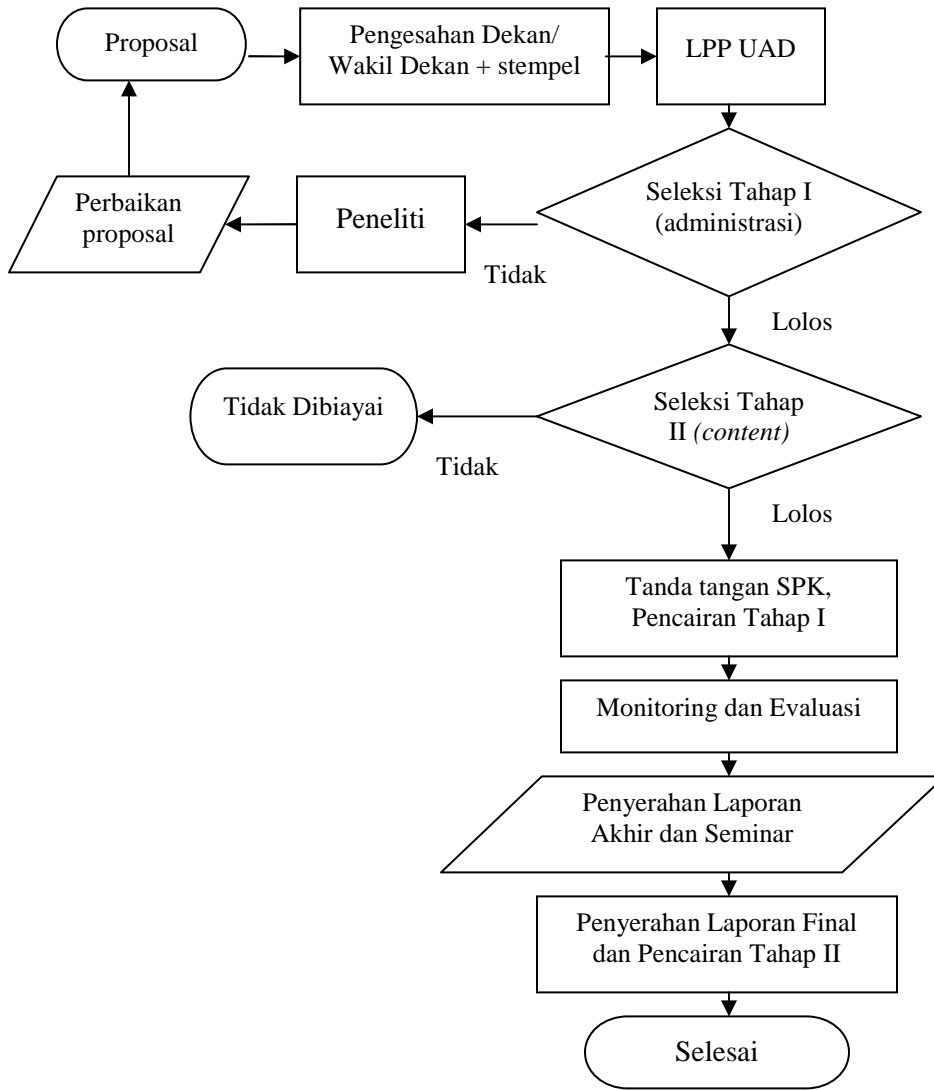 Proposal
Pengesahan Dekan/
Wakil Dekan + stempel
LPP UAD
Seleksi Tahap I
(administrasi)
Peneliti
Perbaikan
proposal
Tidak
Lolos
Seleksi Tahap
II (content)
Tidak Dibiayai
Tidak
Lolos
Tanda tangan SPK,
Pencairan Tahap I
Monitoring dan Evaluasi
Penyerahan Laporan
Akhir dan Seminar
Penyerahan Laporan Final
dan Pencairan Tahap II
Selesai